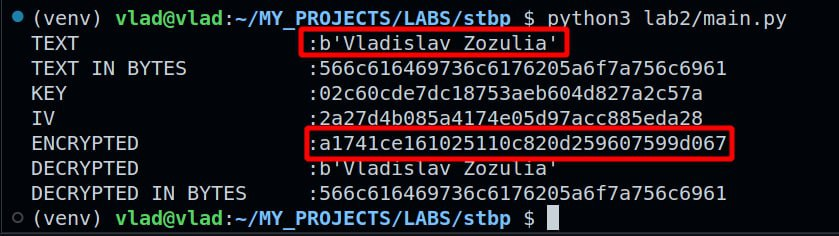 (venv) vlad@vlad:~/MY_PROJECTS/LABS/stbp $ python3 lab2/main.py
TEXT :b'Vladislav Zozulia'
TEXT IN BYTES :566c616469736c6176205a6f7a756c6961
KEY :02c60cde7dc18753aeb604d827a2c57a
IV :2a27d4b085a4174e05d97acc885eda28
ENCRYPTED :a1741ce161025110c820d259607599d067
DECRYPTED :b'Vladislav Zozulia'
DECRYPTED IN BYTES :566c616469736c6176205a6f7a756c6961
(venv) vlad@vlad:~/MY_PROJECTS/LABS/stbp $